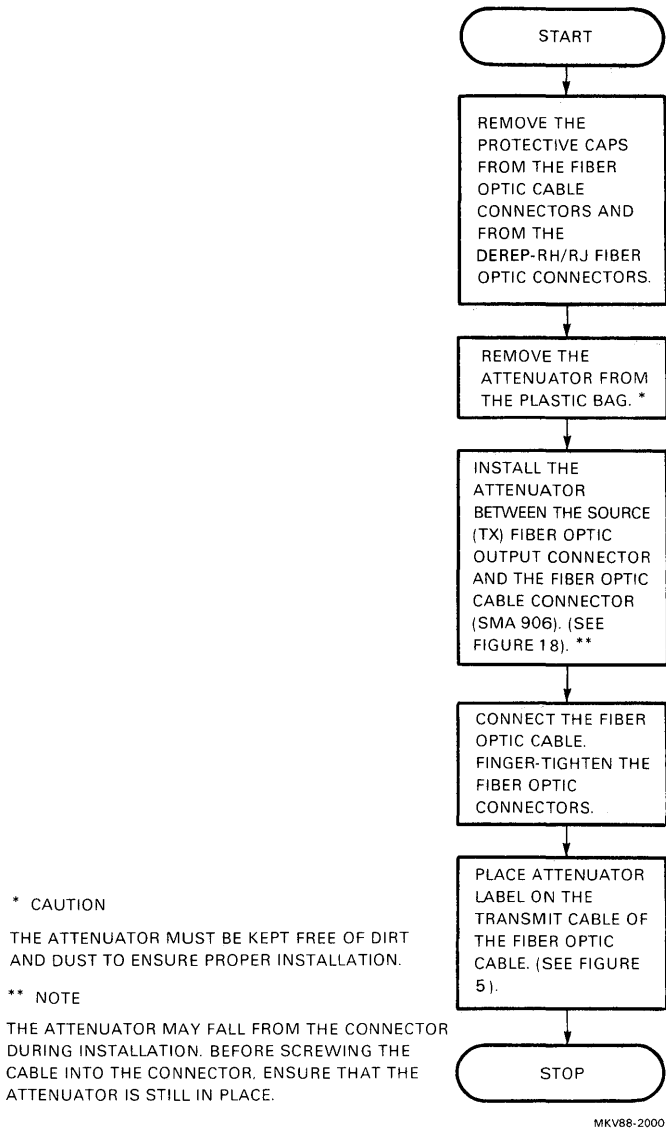 START
REMOVE THE
PROTECTIVE CAPS
FROM THE FIBER
OPTIC CABLE
CONNECTORS AND
FROM THE
DEREP-RH/RJ FIBER
OPTIC CONNECTORS.
REMOVE THE
ATTENUATOR FROM
THE PLASTIC BAG. *
INSTALL THE
ATTENUATOR
BETWEEN THE SOURCE
(TX) FIBER OPTIC
OUTPUT CONNECTOR
AND THE FIBER OPTIC
CABLE CONNECTOR
(SMA 906). (SEE
FIGURE 18). **
CONNECT THE FIBER
OPTIC CABLE.
FINGER-TIGHTEN THE
FIBER OPTIC
CONNECTORS.
PLACE ATTENUATOR
LABEL ON THE
TRANSMIT CABLE OF
THE FIBER OPTIC
CABLE. (SEE FIGURE
5).
STOP
* CAUTION
THE ATTENUATOR MUST BE KEPT FREE OF DIRT
AND DUST TO ENSURE PROPER INSTALLATION.
** NOTE
THE ATTENUATOR MAY FALL FROM THE CONNECTOR
DURING INSTALLATION. BEFORE SCREWING THE
CABLE INTO THE CONNECTOR, ENSURE THAT THE
ATTENUATOR IS STILL IN PLACE.
MKV88-2000